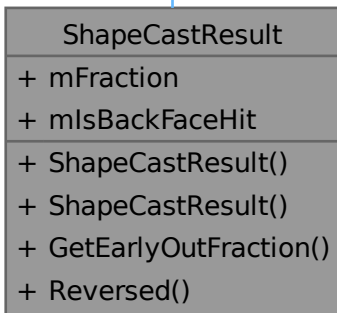 ShapeCastResult
+ mFraction
+ mIsBackFaceHit
+ ShapeCastResult()
+ ShapeCastResult()
+ GetEarlyOutFraction()
+ Reversed()